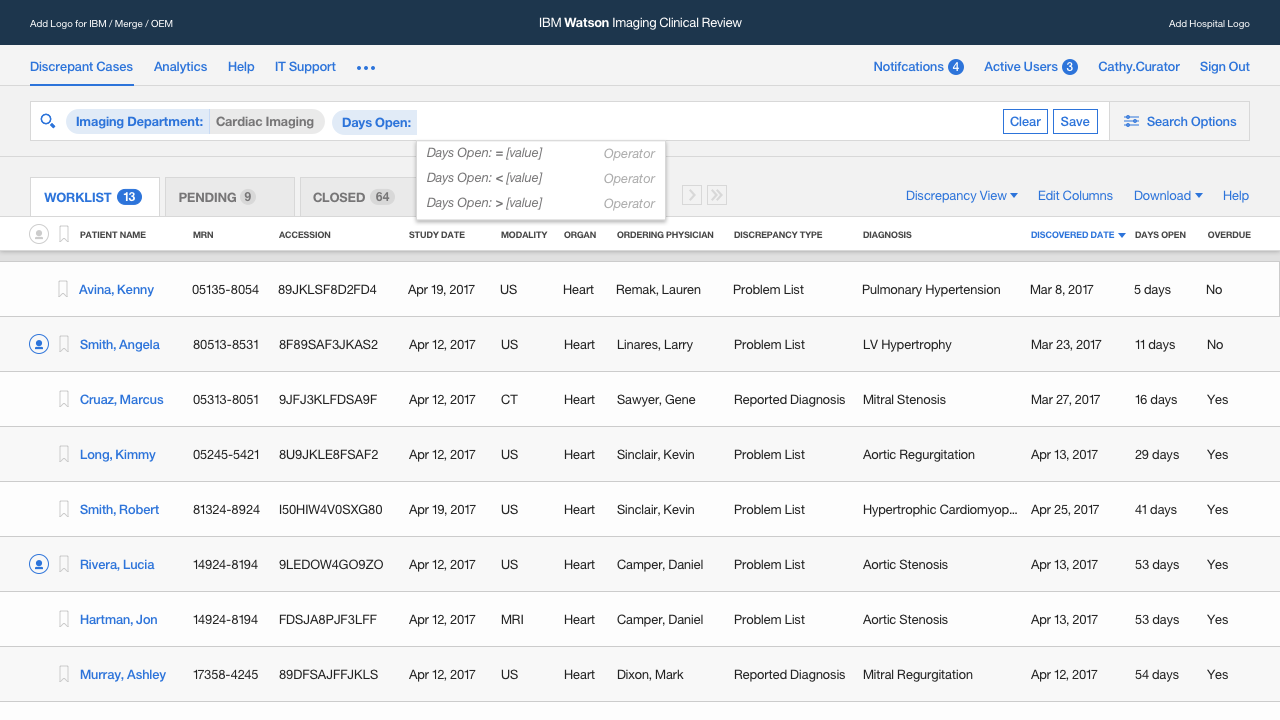 Add Logo for IBM / Merge / OEM
IBM Watson Imaging Clinical Review
Add Hospital Logo
Discrepant Cases Analytics Help IT Support
Notifcations 4 Active Users 3 Cathy.Curator Sign Out
Imaging Department: Cardiac Imaging Days Open:
Clear Save Search Options
Days Open: = [value] Operator
Days Open: < [value] Operator
Days Open: > [value] Operator
WORKLIST 13 PENDING 9 CLOSED 64
Discrepancy View Edit Columns Download Help
PATIENT NAME MRN ACCESSION STUDY DATE MODALITY ORGAN ORDERING PHYSICIAN DISCREPANCY TYPE DIAGNOSIS DISCOVERED DATE DAYS OPEN OVERDUE
Avina, Kenny 05135-8054 89JKLSF8D2FD4 Apr 19, 2017 US Heart Remak, Lauren Problem List Pulmonary Hypertension Mar 8, 2017 5 days No
Smith, Angela 80513-8531 8F89SAF3JKAS2 Apr 12, 2017 US Heart Linares, Larry Problem List LV Hypertrophy Mar 23, 2017 11 days No
Cruaz, Marcus 05313-8051 9JFJ3KLFDSA9F Apr 12, 2017 CT Heart Sawyer, Gene Reported Diagnosis Mitral Stenosis Mar 27, 2017 16 days Yes
Long, Kimmy 05245-5421 8U9JKLE8FSAF2 Apr 12, 2017 US Heart Sinclair, Kevin Problem List Aortic Regurgitation Apr 13, 2017 29 days Yes
Smith, Robert 81324-8924 I50HIW4V0SXG80 Apr 19, 2017 US Heart Sinclair, Kevin Problem List Hypertrophic Cardiomyop... Apr 25, 2017 41 days Yes
Rivera, Lucia 14924-8194 9LEDOW4GO9ZO Apr 12, 2017 US Heart Camper, Daniel Problem List Aortic Stenosis Apr 13, 2017 53 days Yes
Hartman, Jon 14924-8194 FDSJA8PJF3LFF Apr 12, 2017 MRI Heart Camper, Daniel Problem List Aortic Stenosis Apr 13, 2017 53 days Yes
Murray, Ashley 17358-4245 89DFSAJFFJKLS Apr 12, 2017 US Heart Dixon, Mark Reported Diagnosis Mitral Regurgitation Apr 12, 2017 54 days Yes